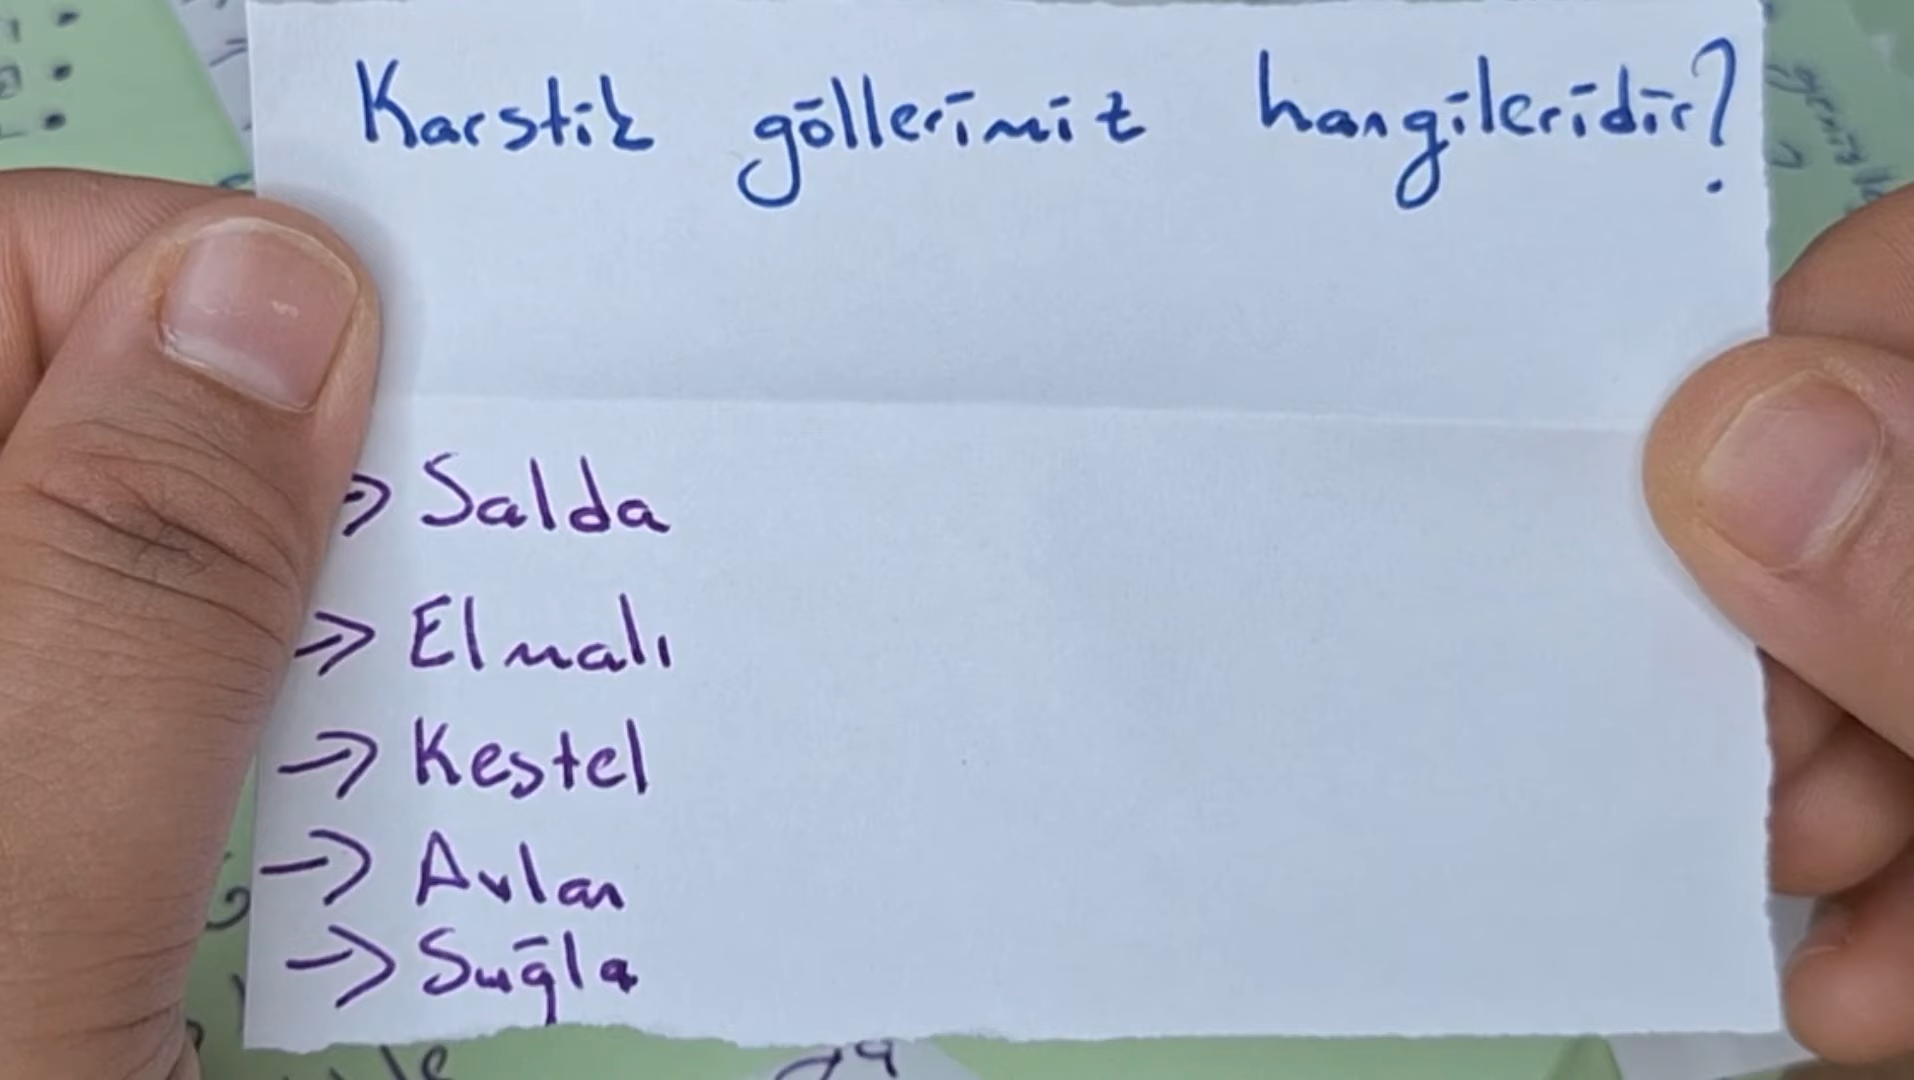 Karstik göllerimiz hangileridir?
→ Salda
→ Elmalı
→ Kestel
→ Avlan
→ Suğla